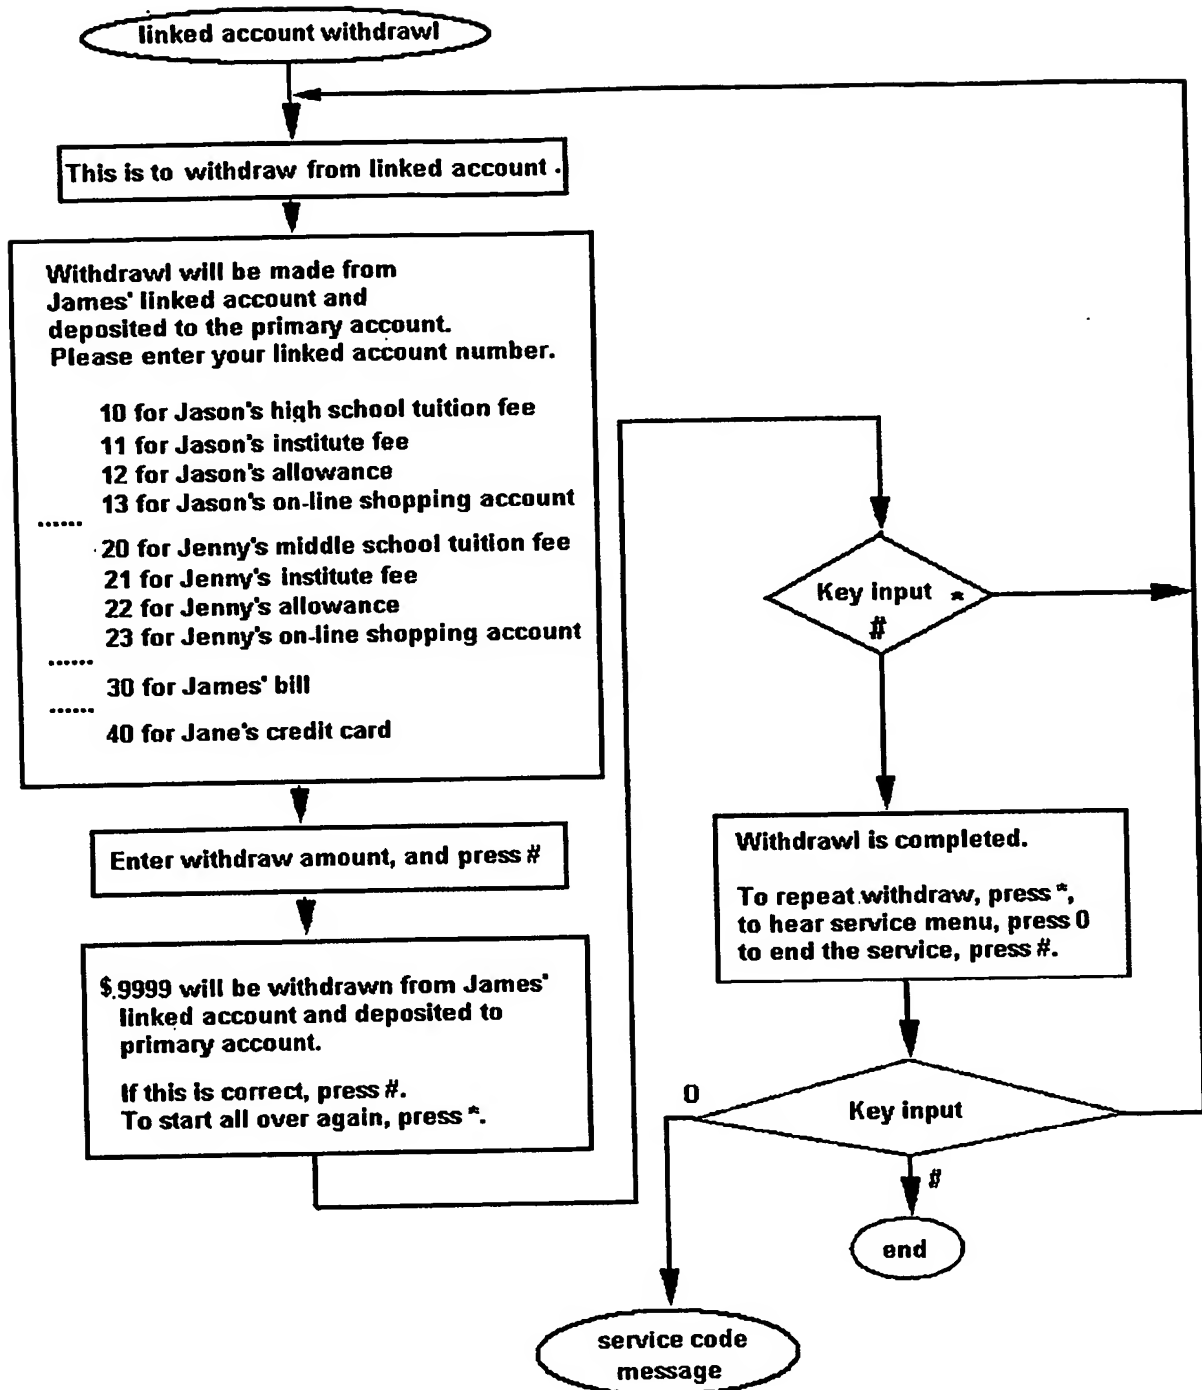 linked account withdrawl
This is to withdraw from linked account .
Withdrawl will be made from
James' linked account and
deposited to the primary account.
Please enter your linked account number.
10 for Jason's high school tuition fee
11 for Jason's institute fee
12 for Jason's allowance
13 for Jason's on-line shopping account
......
20 for Jenny's middle school tuition fee
21 for Jenny's institute fee
22 for Jenny's allowance
23 for Jenny's on-line shopping account
......
30 for James' bill
......
40 for Jane's credit card
Enter withdraw amount, and press #
$.9999 will be withdrawn from James'
linked account and deposited to
primary account.
If this is correct, press #.
To start all over again, press *.
Key input *
#
Withdrawl is completed.
To repeat withdraw, press *,
to hear service menu, press 0
to end the service, press #.
0
Key input
#
end
service code
message